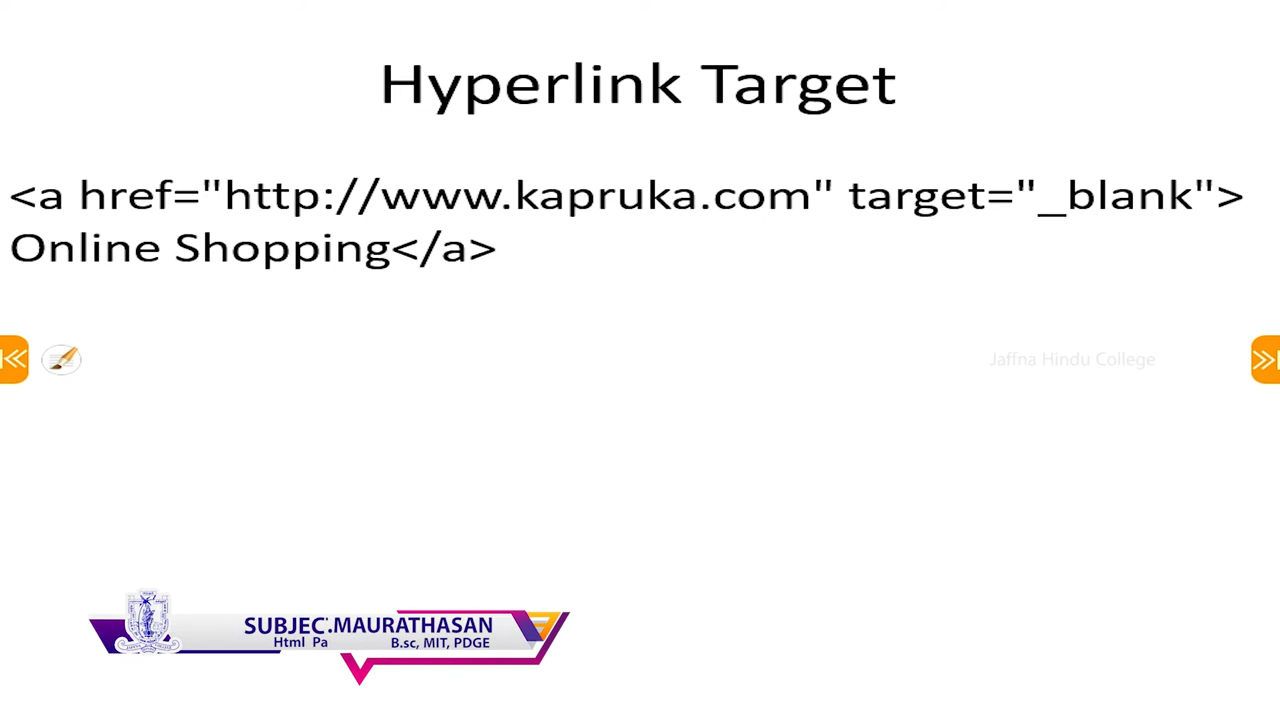 Hyperlink Target
<a href="http://www.kapruka.com" target="_blank">
Online Shopping</a>
Jaffna Hindu College
SUBJEC.MAURATHASAN
Html Pa B.sc, MIT, PDGE